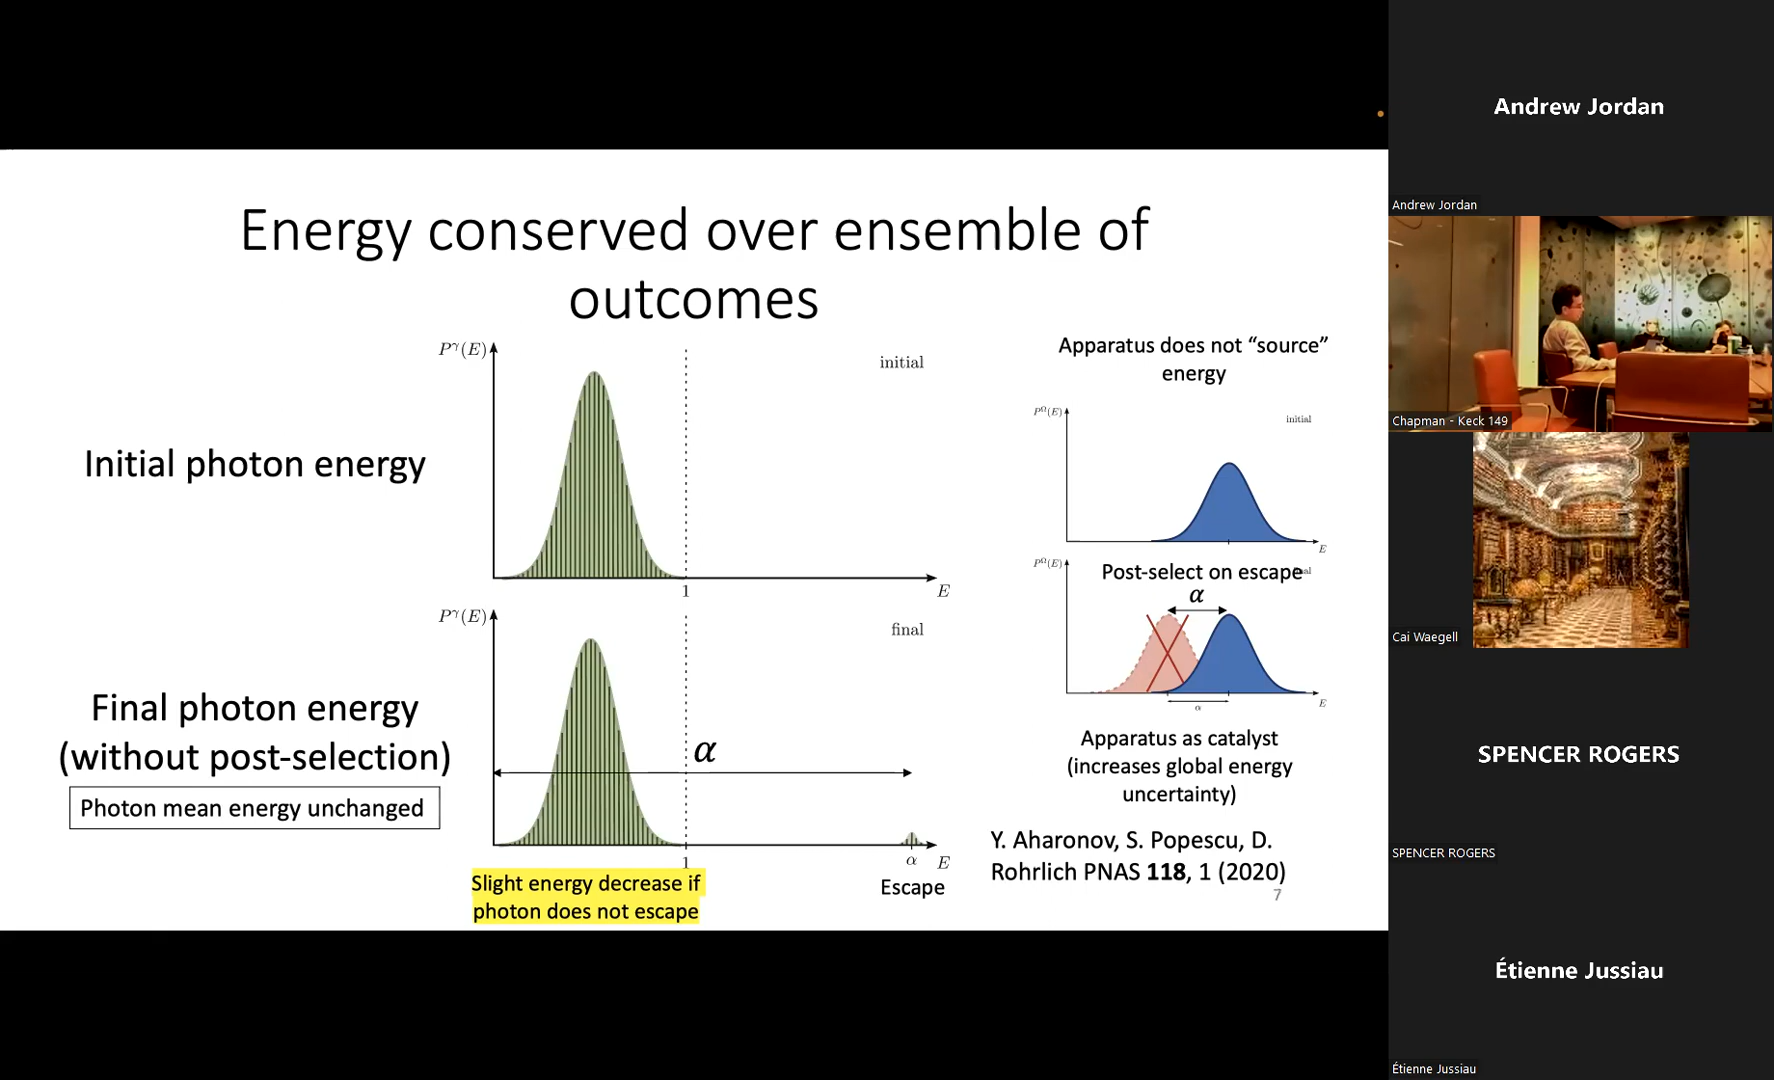 Energy conserved over ensemble of
outcomes
Pᵞ(E)
initial
1
E
Initial photon energy
Pᵞ(E)
final
α
1
α
E
Final photon energy
(without post-selection)
Photon mean energy unchanged
Slight energy decrease if
photon does not escape
Escape
Apparatus does not “source”
energy
P^Ω(E)
initial
E
P^Ω(E)
Post-select on escape
α
α
E
Apparatus as catalyst
(increases global energy
uncertainty)
Y. Aharonov, S. Popescu, D.
Rohrlich PNAS 118, 1 (2020)
7
Andrew Jordan
Andrew Jordan
Chapman - Keck 149
Cai Waegell
SPENCER ROGERS
SPENCER ROGERS
Étienne Jussiau
Étienne Jussiau